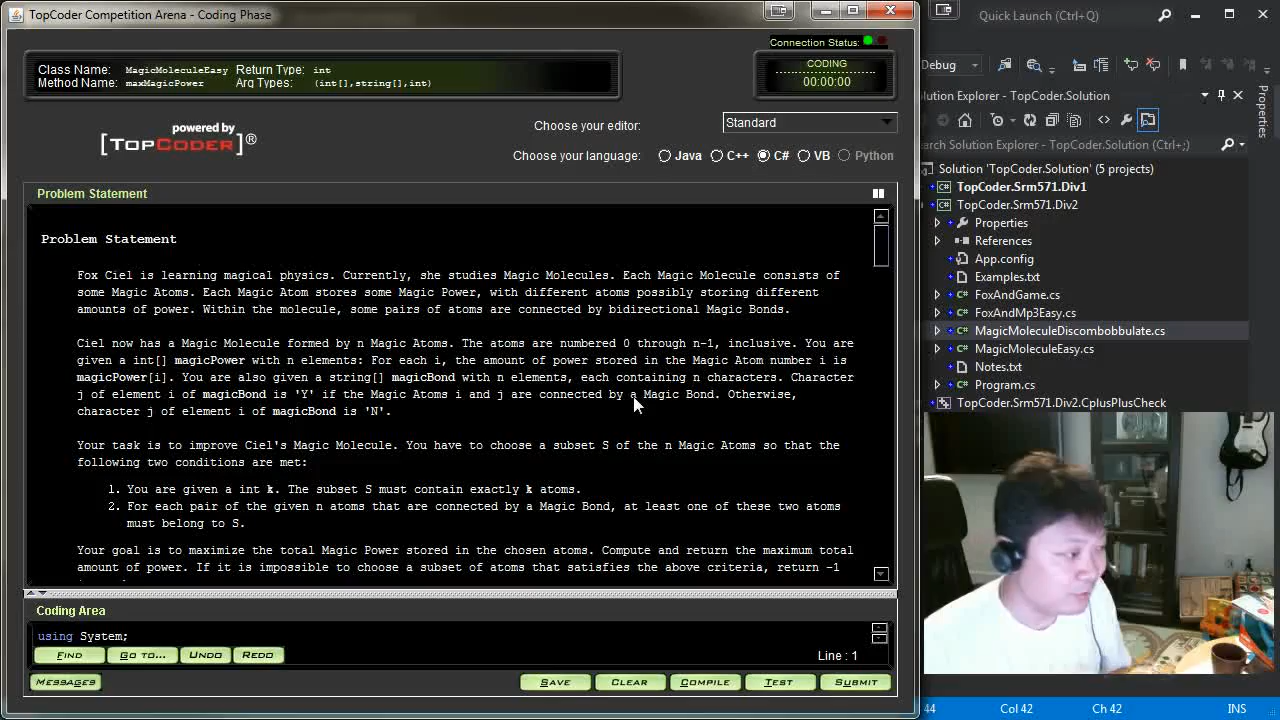 TopCoder Competition Arena - Coding Phase
Quick Launch (Ctrl+Q)
Connection Status:
Class Name: MagicMoleculeEasy Return Type: int
Method Name: maxMagicPower Arg Types: (int[],string[],int)
CODING
00:00:00
Debug
powered by
[TOPCODER]®
Choose your editor: Standard
Choose your language: Java C++ C# VB Python
Problem Statement
Problem Statement
Fox Ciel is learning magical physics. Currently, she studies Magic Molecules. Each Magic Molecule consists of
some Magic Atoms. Each Magic Atom stores some Magic Power, with different atoms possibly storing different
amounts of power. Within the molecule, some pairs of atoms are connected by bidirectional Magic Bonds.
Ciel now has a Magic Molecule formed by n Magic Atoms. The atoms are numbered 0 through n-1, inclusive. You are
given a int[] magicPower with n elements: For each i, the amount of power stored in the Magic Atom number i is
magicPower[i]. You are also given a string[] magicBond with n elements, each containing n characters. Character
j of element i of magicBond is 'Y' if the Magic Atoms i and j are connected by a Magic Bond. Otherwise,
character j of element i of magicBond is 'N'.
Your task is to improve Ciel's Magic Molecule. You have to choose a subset S of the n Magic Atoms so that the
following two conditions are met:
1. You are given a int k. The subset S must contain exactly k atoms.
2. For each pair of the given n atoms that are connected by a Magic Bond, at least one of these two atoms
must belong to S.
Your goal is to maximize the total Magic Power stored in the chosen atoms. Compute and return the maximum total
amount of power. If it is impossible to choose a subset of atoms that satisfies the above criteria, return -1
Coding Area
using System;
FIND GO TO... UNDO REDO
Line : 1
MESSAGES SAVE CLEAR COMPILE TEST SUBMIT
olution Explorer - TopCoder.Solution
Properties
earch Solution Explorer - TopCoder.Solution (Ctrl+;)
Solution 'TopCoder.Solution' (5 projects)
TopCoder.Srm571.Div1
TopCoder.Srm571.Div2
Properties
References
App.config
Examples.txt
FoxAndGame.cs
FoxAndMp3Easy.cs
MagicMoleculeDiscombobbulate.cs
MagicMoleculeEasy.cs
Notes.txt
Program.cs
TopCoder.Srm571.Div2.CplusPlusCheck
44 Col 42 Ch 42 INS